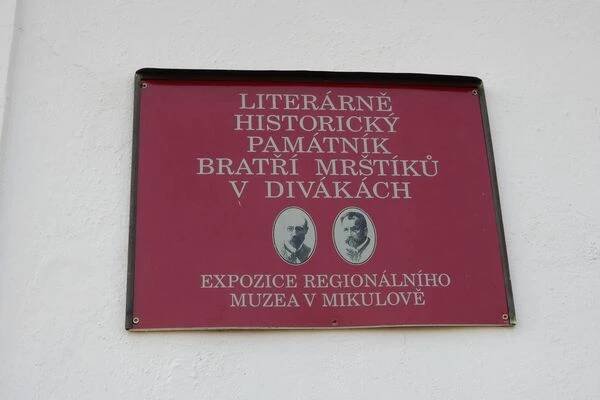 LITERÁRNĚ
HISTORICKÝ
PAMÁTNÍK
BRATŘÍ MRŠTÍKŮ
V DIVÁKÁCH
EXPOZICE REGIONÁLNÍHO
MUZEA V MIKULOVĚ